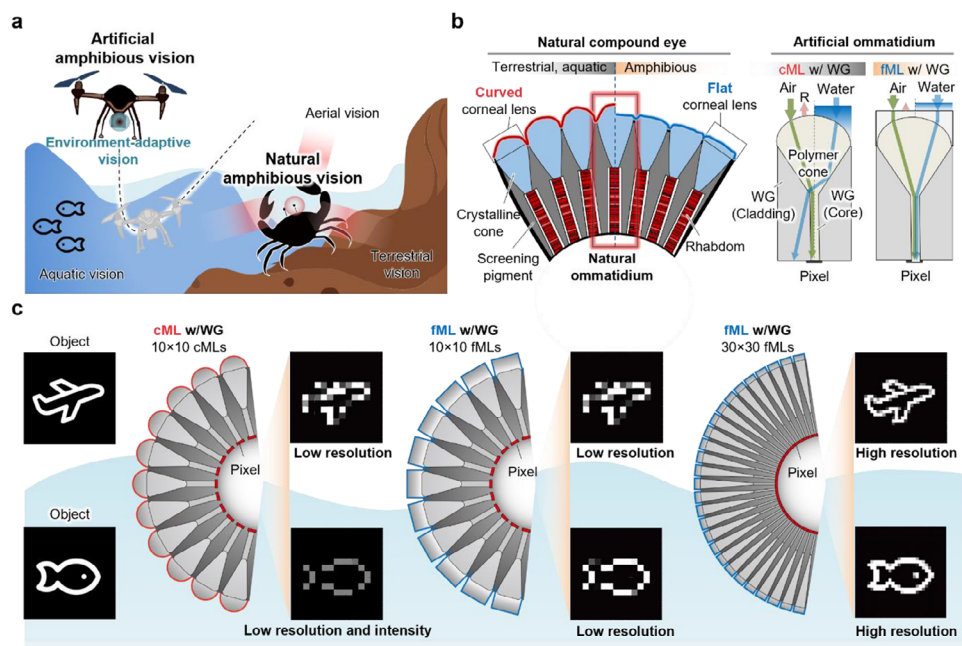 a
Artificial
amphibious vision
Environment-adaptive
vision
Aerial vision
Natural
amphibious vision
Aquatic vision
Terrestrial
vision
b
Natural compound eye
Terrestrial, aquatic
Amphibious
Curved
corneal lens
Flat
corneal lens
Crystalline
cone
Screening
pigment
Rhabdom
Natural
ommatidium
Artificial ommatidium
cML w/ WG
fML w/ WG
Air
R
Water
Air
Water
Polymer
cone
WG
(Cladding)
WG
(Core)
Pixel
Pixel
c
Object
cML w/WG
10×10 cMLs
Pixel
Low resolution
fML w/WG
10×10 fMLs
Pixel
Low resolution
fML w/WG
30×30 fMLs
Pixel
High resolution
Object
Low resolution and intensity
Low resolution
High resolution